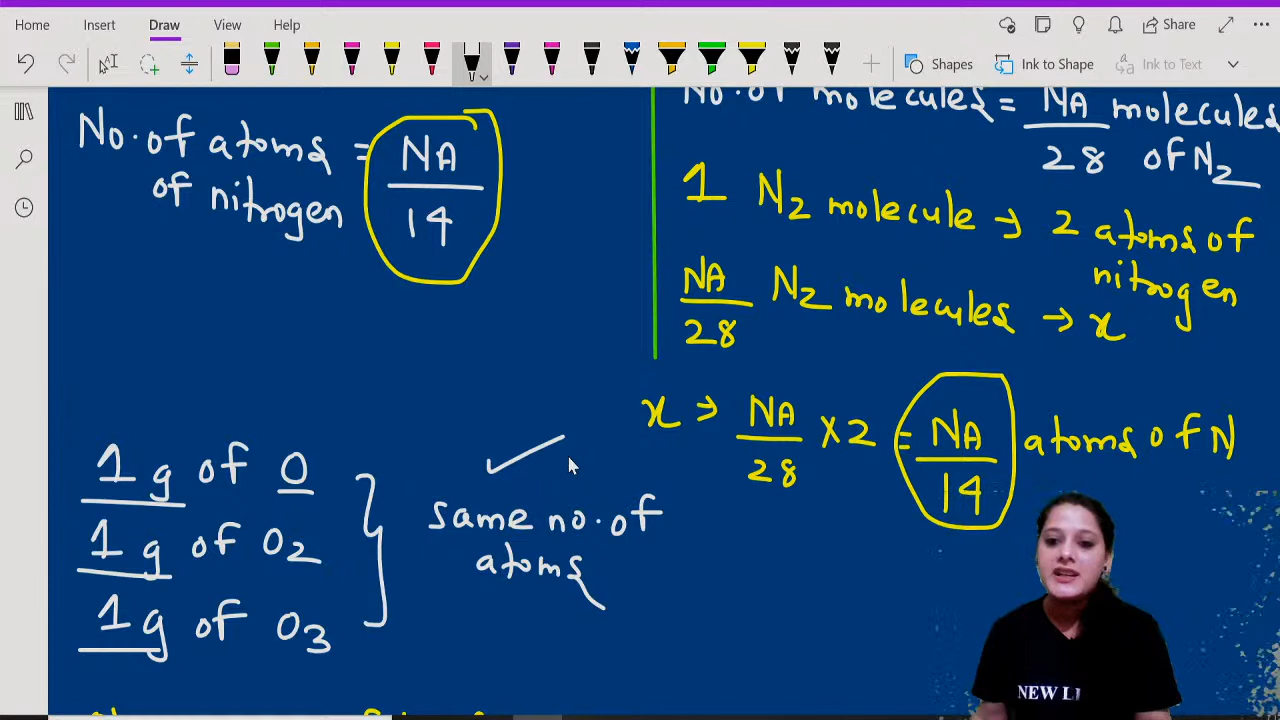 Home Insert Draw View Help Share
Shapes Ink to Shape Ink to Text
No. of atoms = NA/14
of nitrogen
No. of molecules = NA/28 molecules
of N2
1 N2 molecule → 2 atoms of
nitrogen
NA/28 N2 molecules → x
x → NA/28 × 2 = NA/14 atoms of N
1 g of O
1 g of O2
1 g of O3
same no. of
atoms
NEW LI